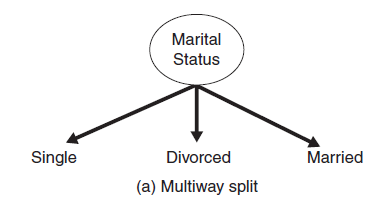 Marital
Status
Single Divorced Married
(a) Multiway split